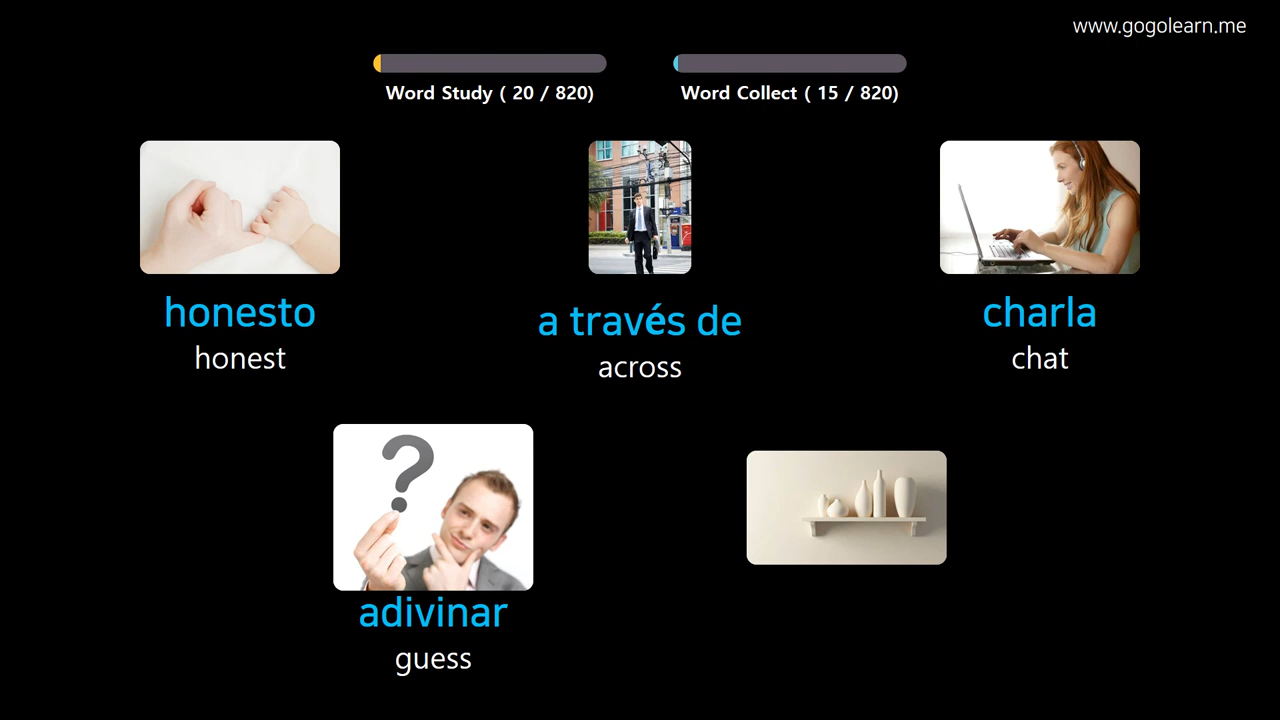 www.gogolearn.me
Word Study ( 20 / 820)
Word Collect ( 15 / 820)
honesto
honest
a través de
across
charla
chat
?
adivinar
guess